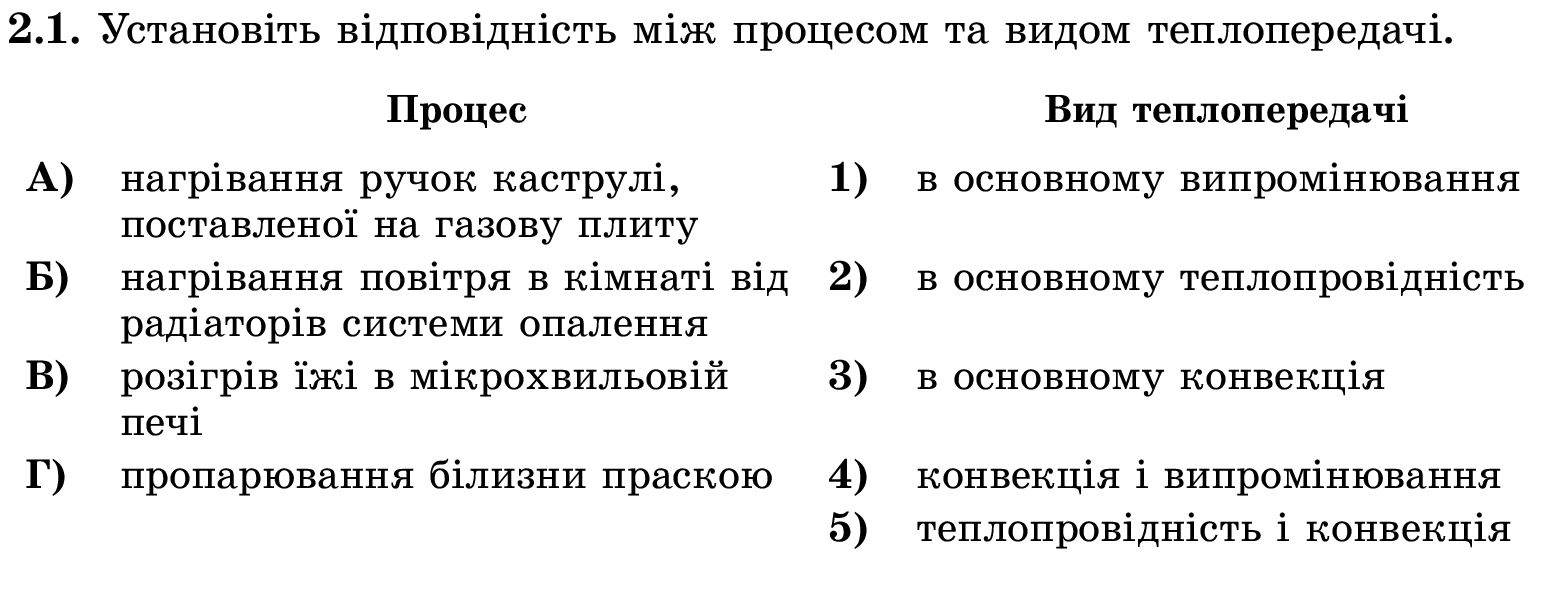 2.1. Установіть відповідність між процесом та видом теплопередачі.
Процес Вид теплопередачі
А) нагрівання ручок каструлі, 1) в основному випромінювання
поставленої на газову плиту
Б) нагрівання повітря в кімнаті від 2) в основному теплопровідність
радіаторів системи опалення
В) розігрів їжі в мікрохвильовій 3) в основному конвекція
печі
Г) пропарювання білизни праскою 4) конвекція і випромінювання
5) теплопровідність і конвекція